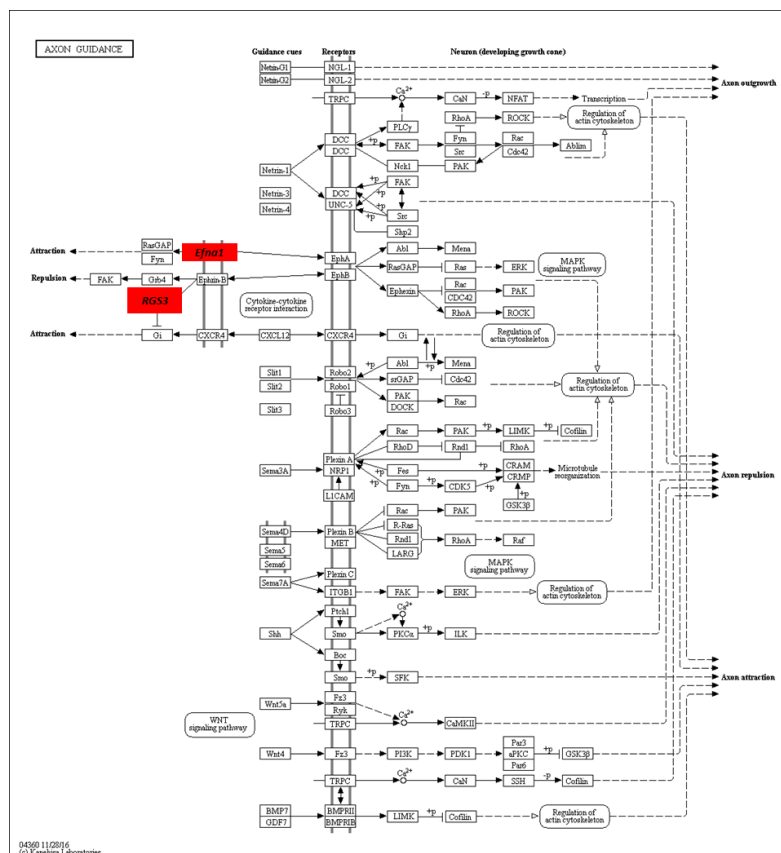 AXON GUIDANCE
Guidance cues Receptors Neuron (developing growth cone)
Netrin-G1 NGL-1
Netrin-G2 NGL-2 Axon outgrowth
TRPC Ca2+ CaN -p NFAT Transcription
RhoA ROCK Regulation of actin cytoskeleton
PLCγ
DCC Fyn Rac
DCC +p FAK Src Cdc42 Ablim
Netrin-1 Nck1 PAK +p
DCC +p FAK
Netrin-3 UNC-5 +p
Netrin-4 +p Src
Shp2
Attraction RasGAP Efna1 EphA Abl Mena
Fyn RasGAP Ras ERK MAPK signaling pathway
Repulsion FAK Grb4 Ephrin-B EphB
RGS3 Ephexin Rac PAK
CDC42
Cytokine-cytokine receptor interaction RhoA ROCK
Attraction Gi CXCR4 CXCL12 CXCR4 Gi Regulation of actin cytoskeleton
+p Abl +p Mena
Slit1 Robo2 srGAP Cdc42
Slit2 Robo1 PAK Rac Regulation of actin cytoskeleton
DOCK
Slit3 Robo3
Rac +p PAK +p LIMK +p Cofilin
RhoD Rnd1 RhoA
Plexin A
Sema3A NRP1 +p Fes +p CRAM Microtubule reorganization Axon repulsion
+p Fyn +p CDK5 +p CRMP
L1CAM +p
GSK3β
Rac PAK
Sema4D Plexin B R-Ras
MET Rnd1 RhoA Raf
Sema5 LARG
Sema6 MAPK signaling pathway
Plexin C
Sema7A ITGB1 FAK ERK Regulation of actin cytoskeleton
Ptch1 Ca2+
Shh Smo PKCα +p ILK
Boc
Smo +p SFK Axon attraction
Wnt5a Fz3
Ryk Ca2+
WNT signaling pathway TRPC CaMKII
Par3
Wnt4 Fz3 PI3K PDK1 aPKC +p GSK3β
Par6
TRPC Ca2+ CaN SSH -p Cofilin
BMP7 BMPRII LIMK +p Cofilin Regulation of actin cytoskeleton
GDF7 BMPRIB
04360 11/28/16
(c) Kanehisa Laboratories